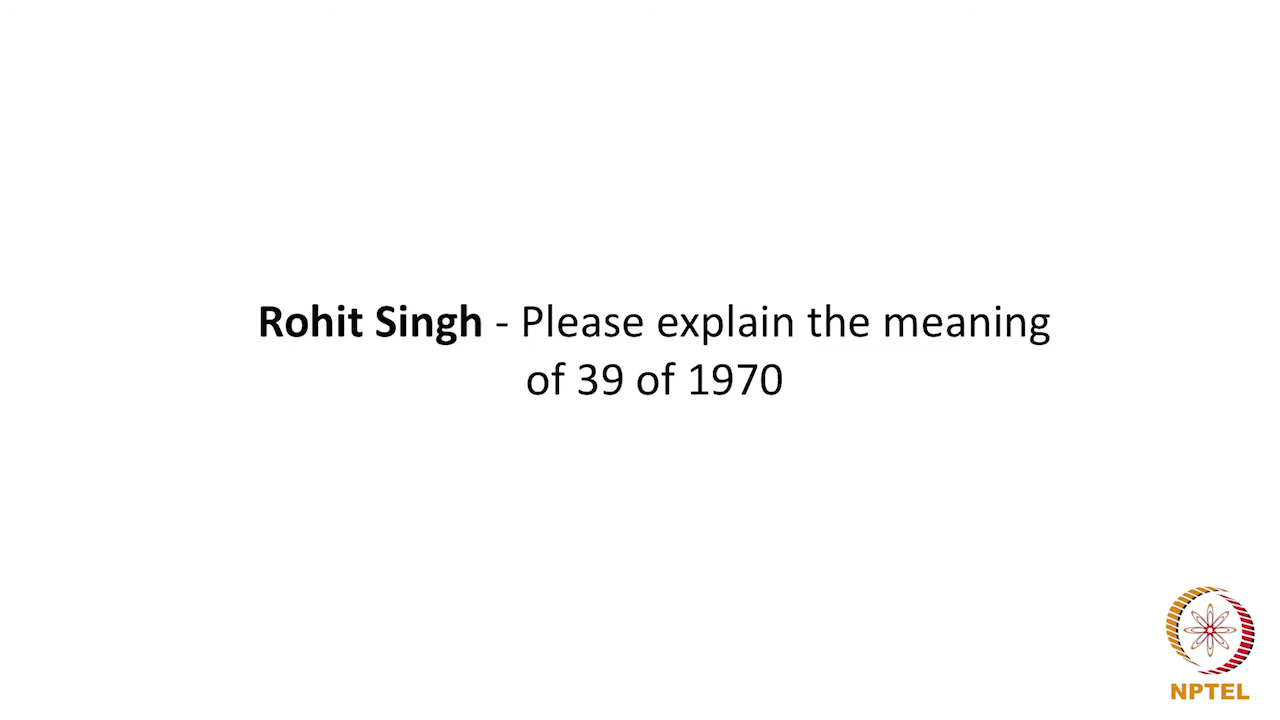 Rohit Singh - Please explain the meaning
of 39 of 1970
NPTEL